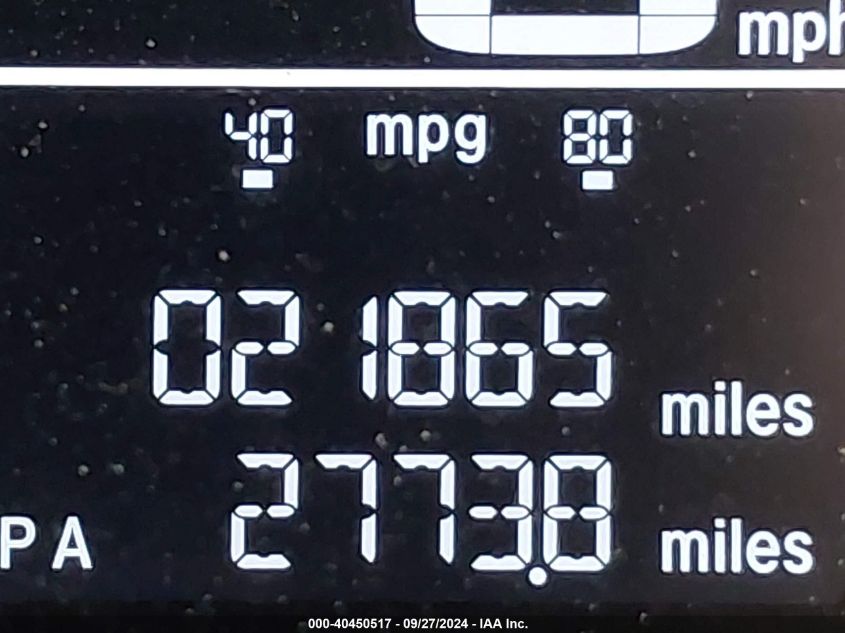 mph
40 mpg 80
021865 miles
PA 2773.8 miles
000-40450517 - 09/27/2024 - IAA Inc.